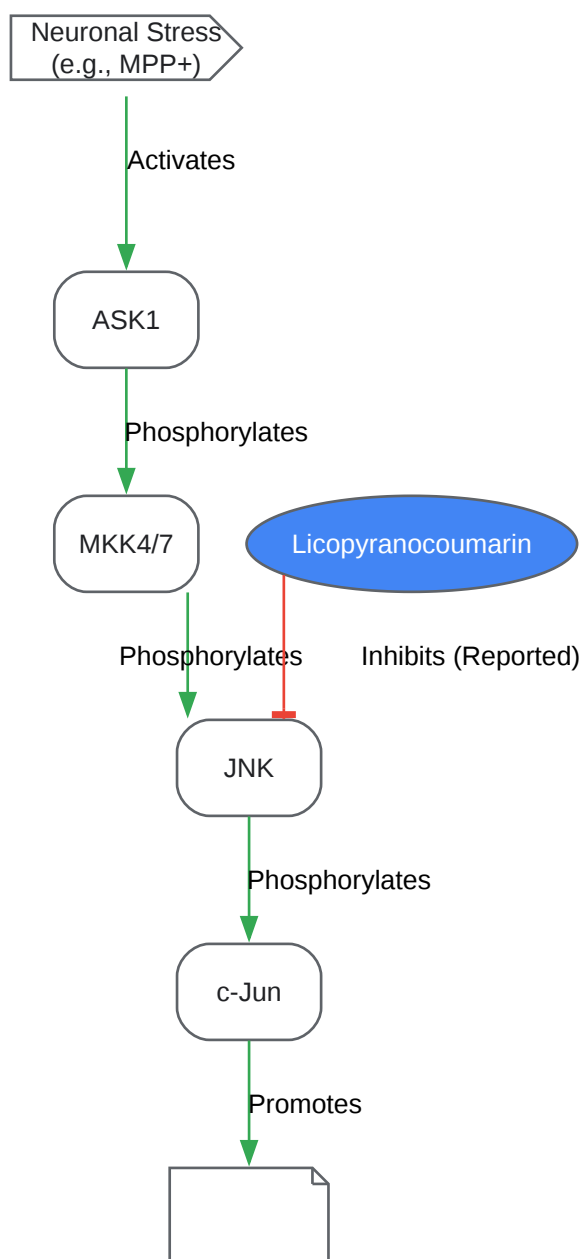 Neuronal Stress
(e.g., MPP+)
Activates
ASK1
Phosphorylates
MKK4/7
Licopyranocoumarin
Phosphorylates
Inhibits (Reported)
JNK
Phosphorylates
c-Jun
Promotes